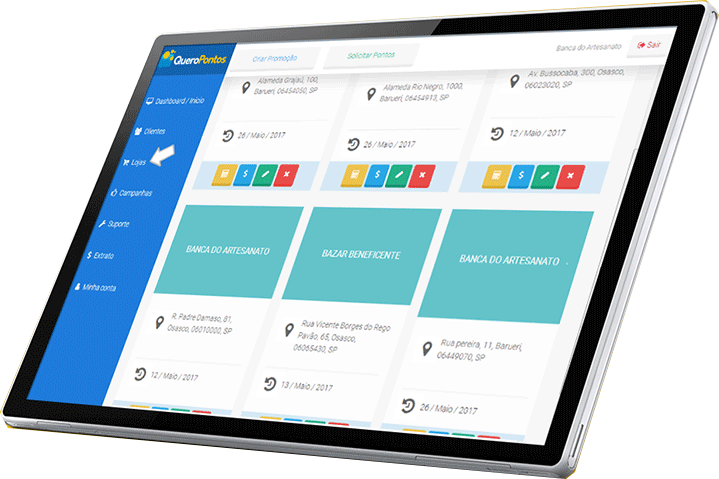 QueroPontos
Criar Promoção
Solicitar Pontos
Banca do Artesanato
Sair
Dashboard / Início
Clientes
Lojas
Campanhas
Suporte
$ Extrato
Minha conta
Alameda Grajaú, 100,
Barueri, 06454050, SP
26 / Maio / 2017
$
Alameda Rio Negro, 1000,
Barueri, 06454913, SP
26 / Maio / 2017
$
Av. Bussocaba, 300, Osasco,
06023020, SP
12 / Maio / 2017
$
BANCA DO ARTESANATO
R. Padre Damaso, 81,
Osasco, 06010000, SP
12 / Maio / 2017
BAZAR BENEFICENTE
Rua Vicente Borges do Rego
Pavão, 65, Osasco,
06065430, SP
13 / Maio / 2017
BANCA DO ARTESANATO
Rua pereira, 11, Barueri,
06449070, SP
26 / Maio / 2017